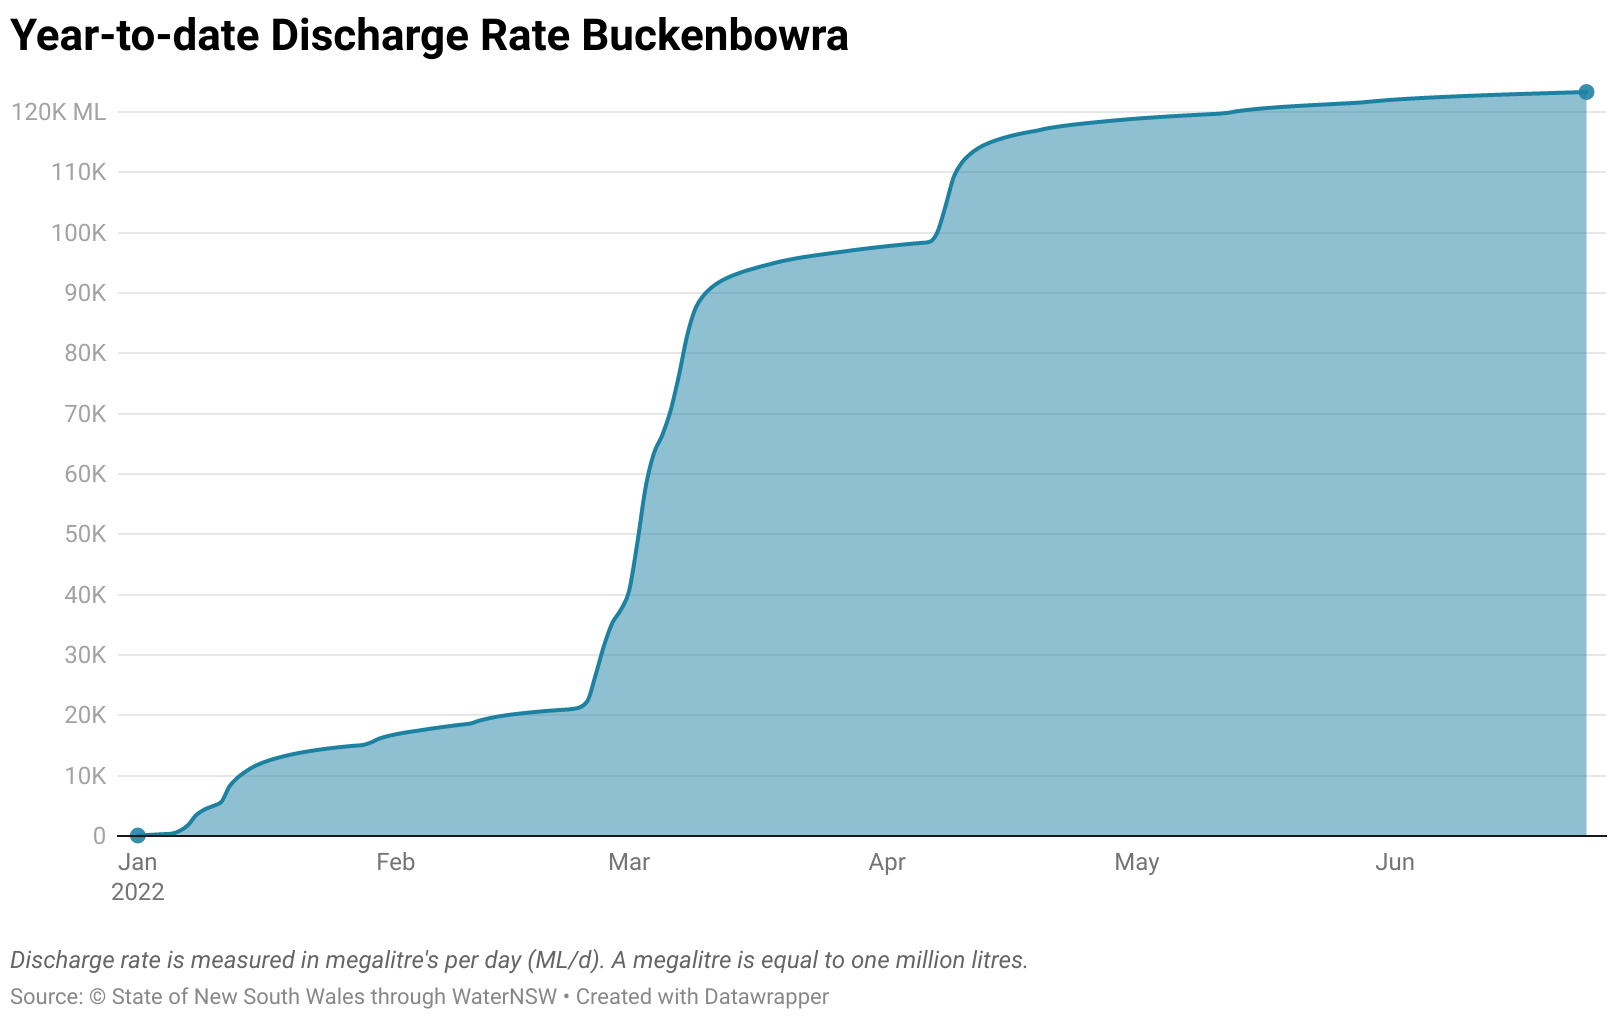 Year-to-date Discharge Rate Buckenbowra
120K ML
110K
100K
90K
80K
70K
60K
50K
40K
30K
20K
10K
0
Jan Feb Mar Apr May Jun
2022
Discharge rate is measured in megalitre's per day (ML/d). A megalitre is equal to one million litres.
Source: © State of New South Wales through WaterNSW • Created with Datawrapper